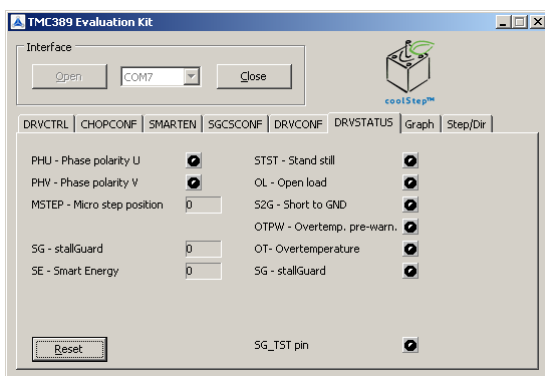 TMC389 Evaluation Kit
Interface
Open COM7 Close
coolStep™
DRVCTRL CHOPCONF SMARTEN SGCSCONF DRVCONF DRVSTATUS Graph Step/Dir
PHU - Phase polarity U STST - Stand still
PHV - Phase polarity V OL - Open load
MSTEP - Micro step position 0 S2G - Short to GND
OTPW - Overtemp. pre-warn.
SG - stallGuard 0 OT- Overtemperature
SE - Smart Energy 0 SG - stallGuard
Reset SG_TST pin